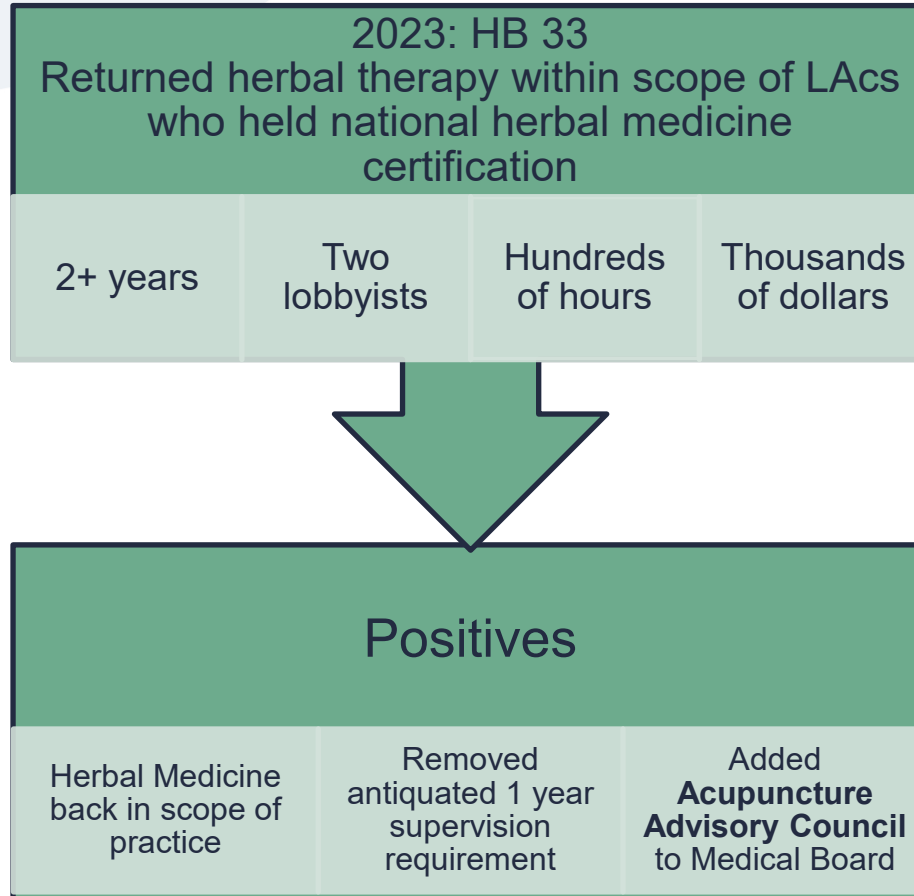 2023: HB 33
Returned herbal therapy within scope of LAcs
who held national herbal medicine
certification
2+ years
Two
lobbyists
Hundreds
of hours
Thousands
of dollars
Positives
Herbal Medicine
back in scope of
practice
Removed
antiquated 1 year
supervision
requirement
Added
Acupuncture
Advisory Council
to Medical Board